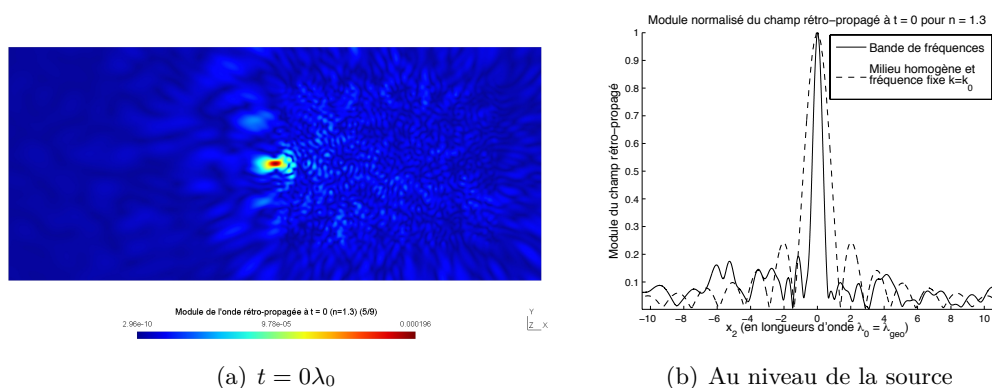 Module de l'onde rétro-propagée à t = 0 (n=1.3) (5/9)
2.96e-10 9.78e-05 0.000196
Y
Z X
(a) t = 0λ₀
Module normalisé du champ rétro-propagé à t = 0 pour n = 1.3
Bande de fréquences
Milieu homogène et
fréquence fixe k=k₀
Module du champ rétro-propagé
1
0.9
0.8
0.7
0.6
0.5
0.4
0.3
0.2
0.1
-10 -8 -6 -4 -2 0 2 4 6 8 10
x₂ (en longueurs d'onde λ₀ = λgeo)
(b) Au niveau de la source